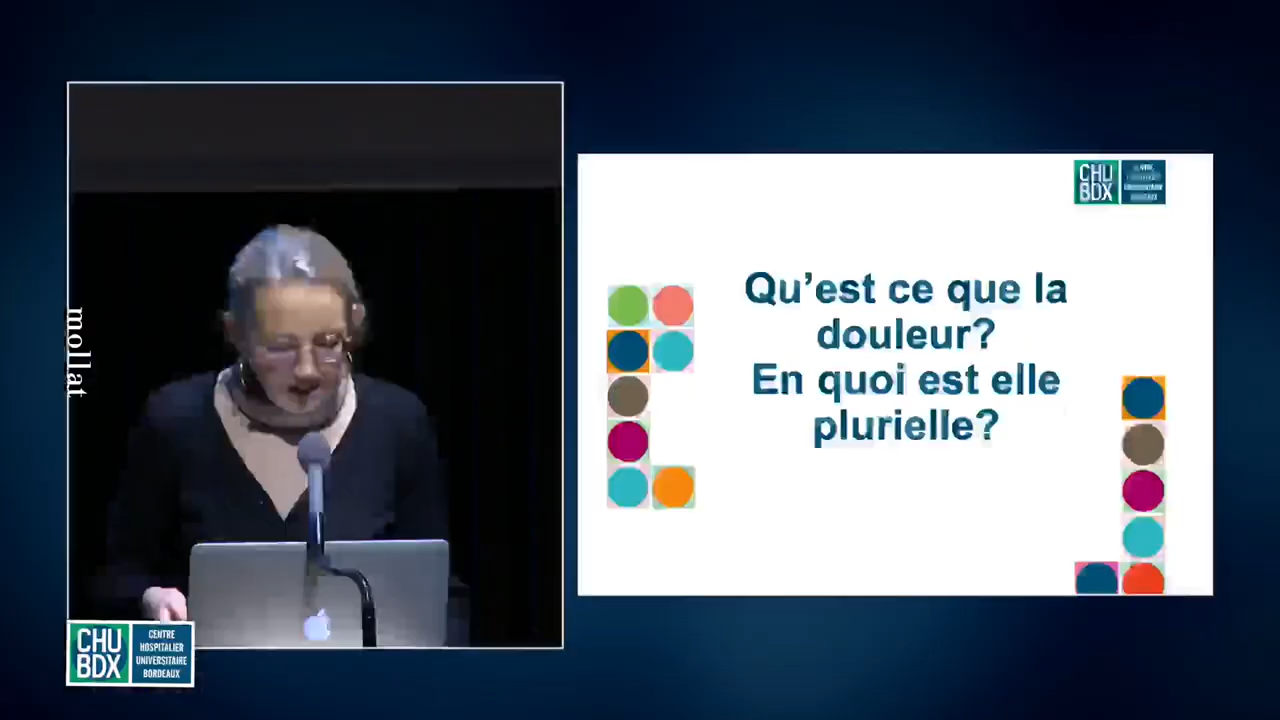 mollat
CHU
BDX
CENTRE
HOSPITALIER
UNIVERSITAIRE
BORDEAUX
CHU
BDX
Qu’est ce que la
douleur?
En quoi est elle
plurielle?